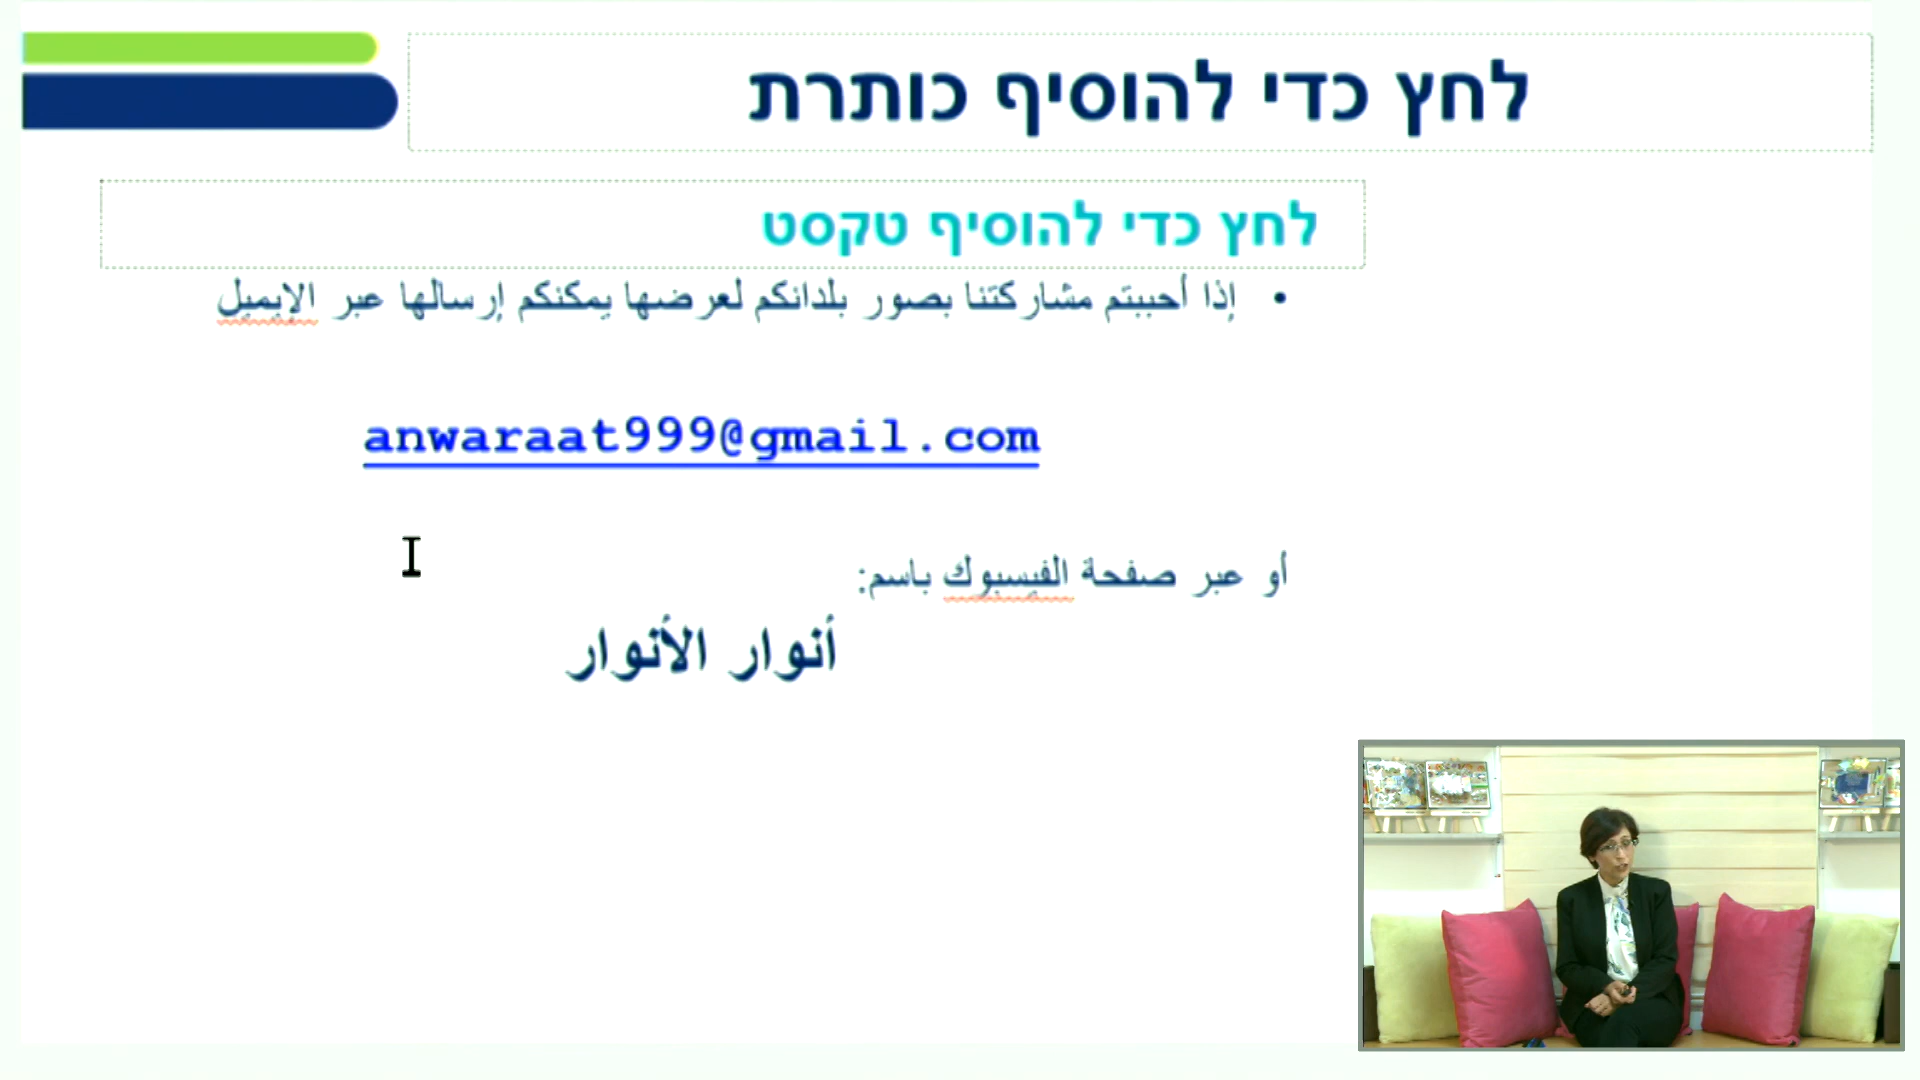 לחץ כדי להוסיף כותרת
לחץ כדי להוסיף טקסט
• إذا أحببتم مشاركتنا بصور بلدانكم لعرضها يمكنكم إرسالها عبر الإيميل
anwaraat999@gmail.com
أو عبر صفحة الفيسبوك باسم:
أنوار الأنوار